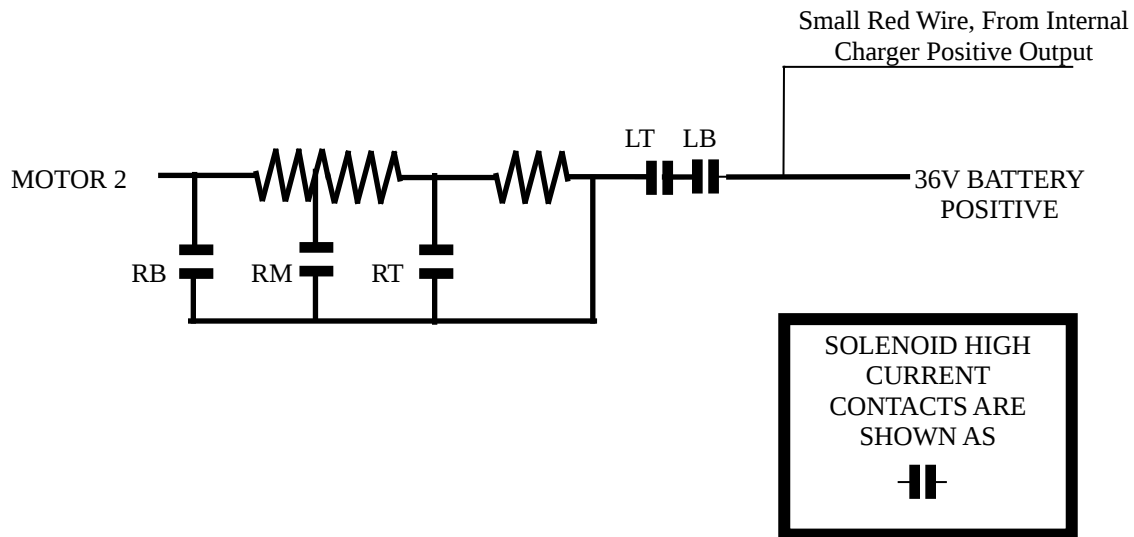 Small Red Wire, From Internal
Charger Positive Output
LT
LB
MOTOR 2
36V BATTERY
POSITIVE
RB
RM
RT
SOLENOID HIGH
CURRENT
CONTACTS ARE
SHOWN AS